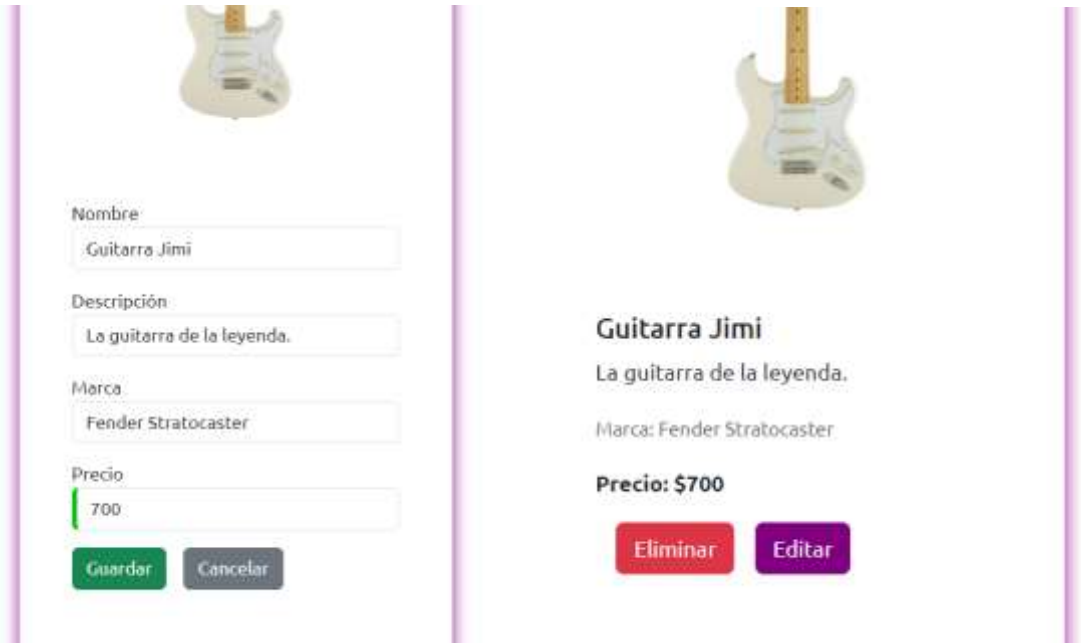 Nombre
Guitarra Jimi
Descripción
La guitarra de la leyenda.
Marca
Fender Stratocaster
Precio
700
Guardar
Cancelar
Guitarra Jimi
La guitarra de la leyenda.
Marca: Fender Stratocaster
Precio: $700
Eliminar
Editar